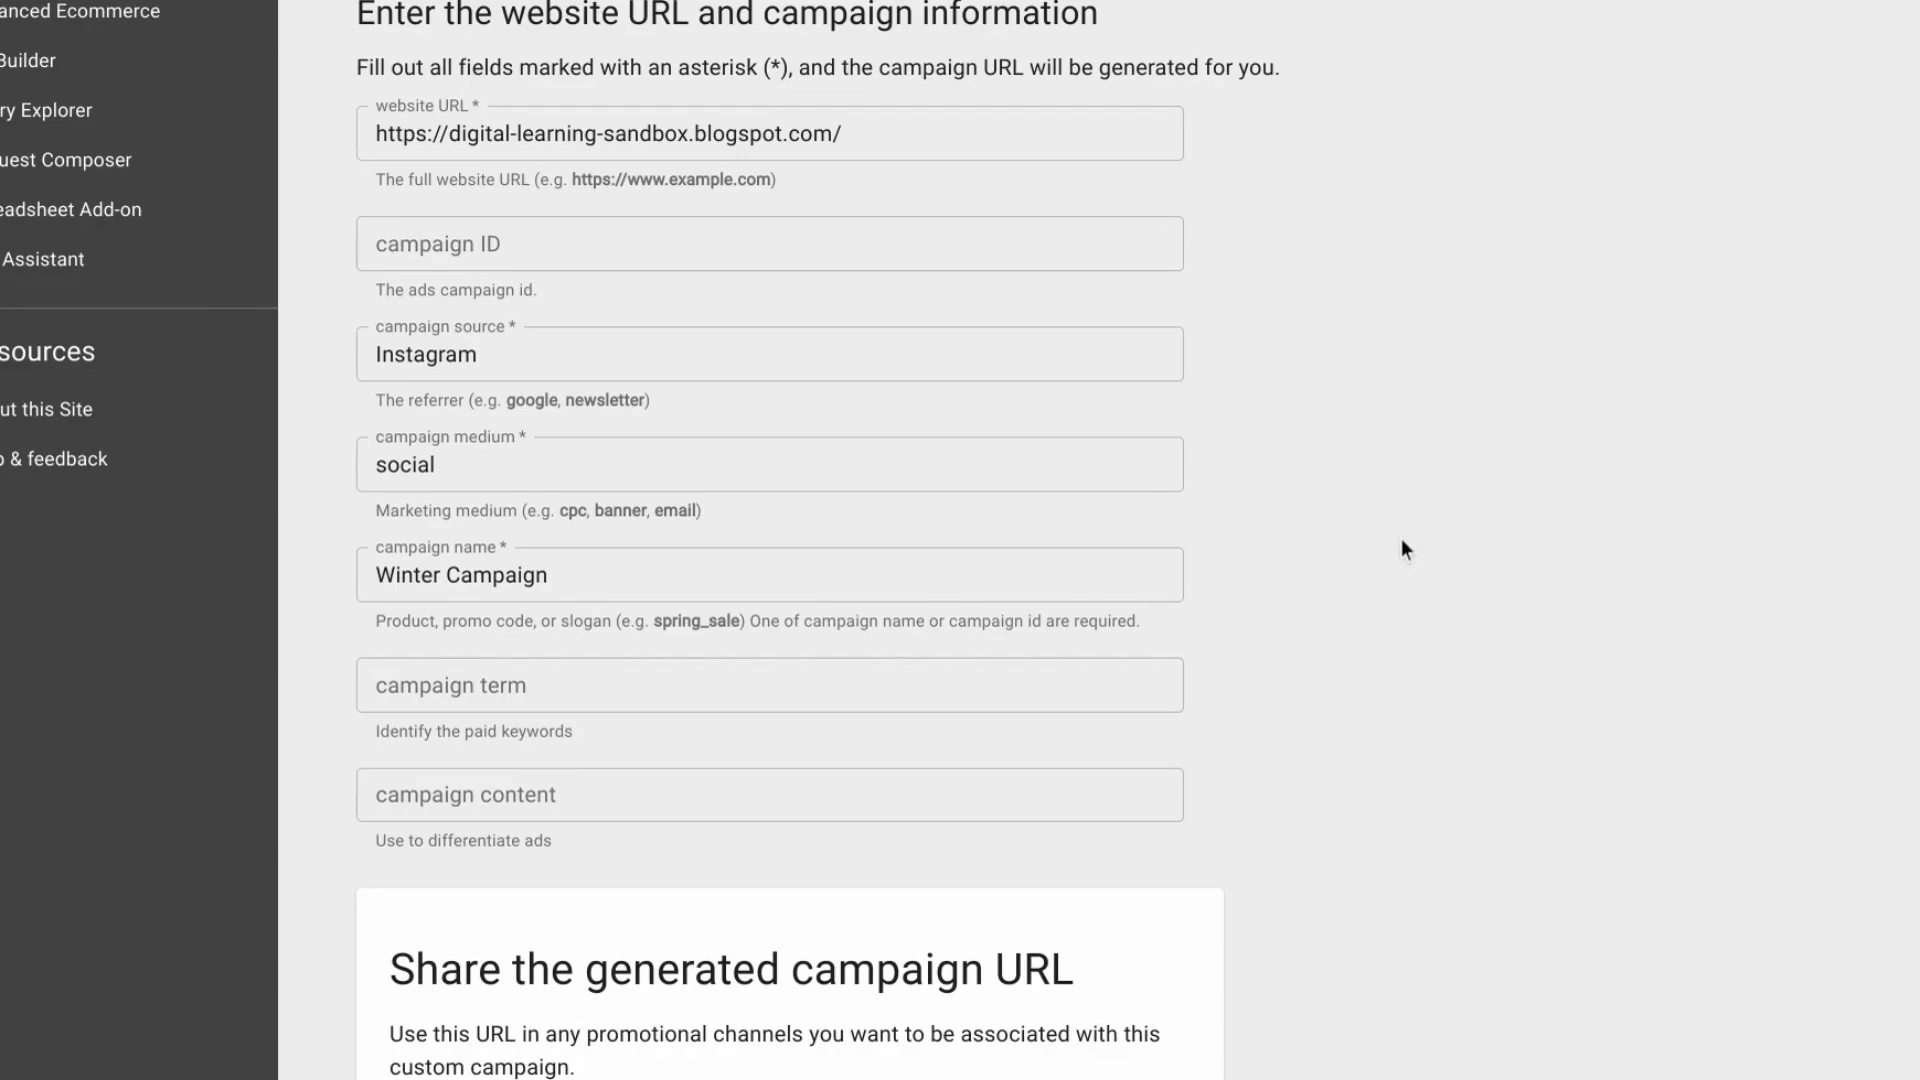 anced Ecommerce
Builder
ry Explorer
uest Composer
eadsheet Add-on
Assistant
sources
ut this Site
p & feedback
Enter the website URL and campaign information
Fill out all fields marked with an asterisk (*), and the campaign URL will be generated for you.
website URL *
https://digital-learning-sandbox.blogspot.com/
The full website URL (e.g. https://www.example.com)
campaign ID
The ads campaign id.
campaign source *
Instagram
The referrer (e.g. google, newsletter)
campaign medium *
social
Marketing medium (e.g. cpc, banner, email)
campaign name *
Winter Campaign
Product, promo code, or slogan (e.g. spring_sale) One of campaign name or campaign id are required.
campaign term
Identify the paid keywords
campaign content
Use to differentiate ads
Share the generated campaign URL
Use this URL in any promotional channels you want to be associated with this
custom campaign.